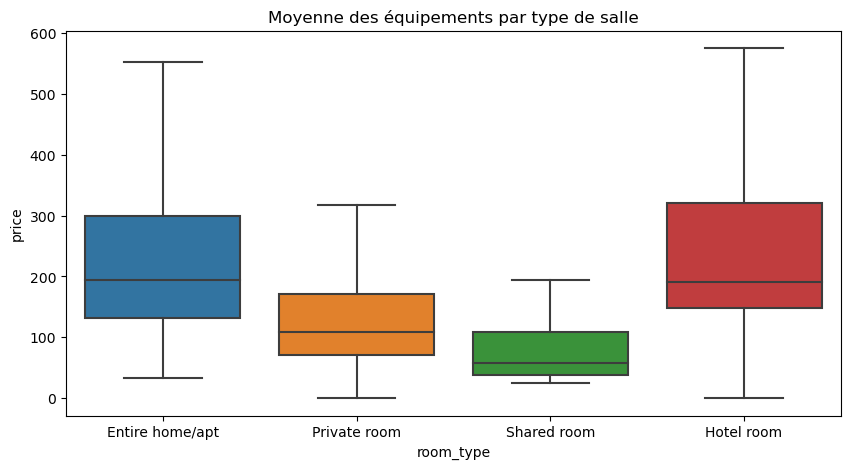 Moyenne des équipements par type de salle
600
500
400
300
200
100
0
price
Entire home/apt
Private room
Shared room
Hotel room
room_type